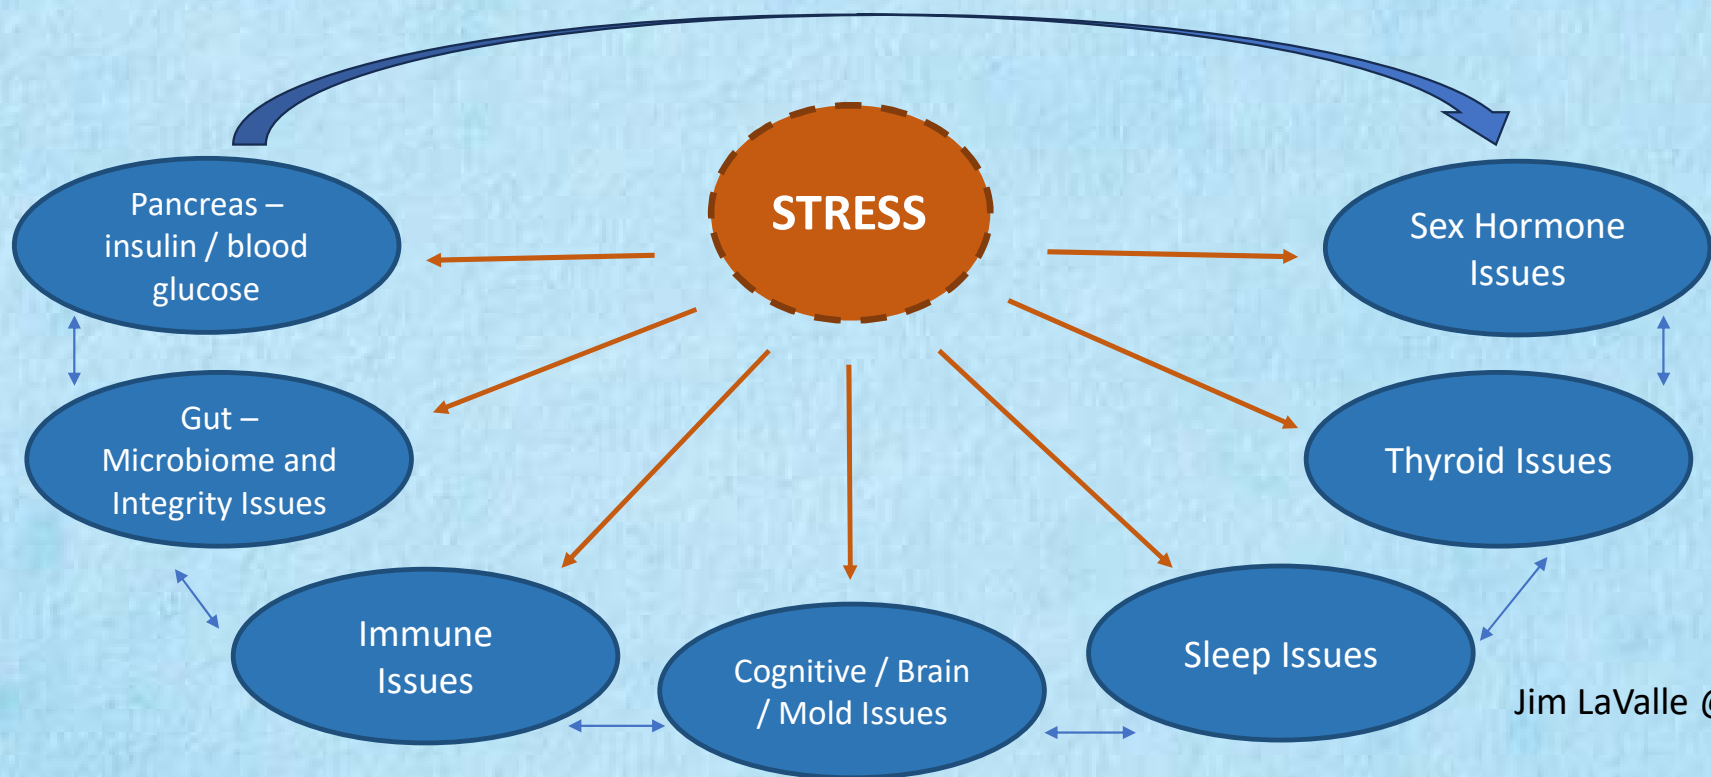 STRESS
Pancreas –
insulin / blood
glucose
Gut –
Microbiome and
Integrity Issues
Immune
Issues
Cognitive / Brain
/ Mold Issues
Sleep Issues
Thyroid Issues
Sex Hormone
Issues
Jim LaValle @